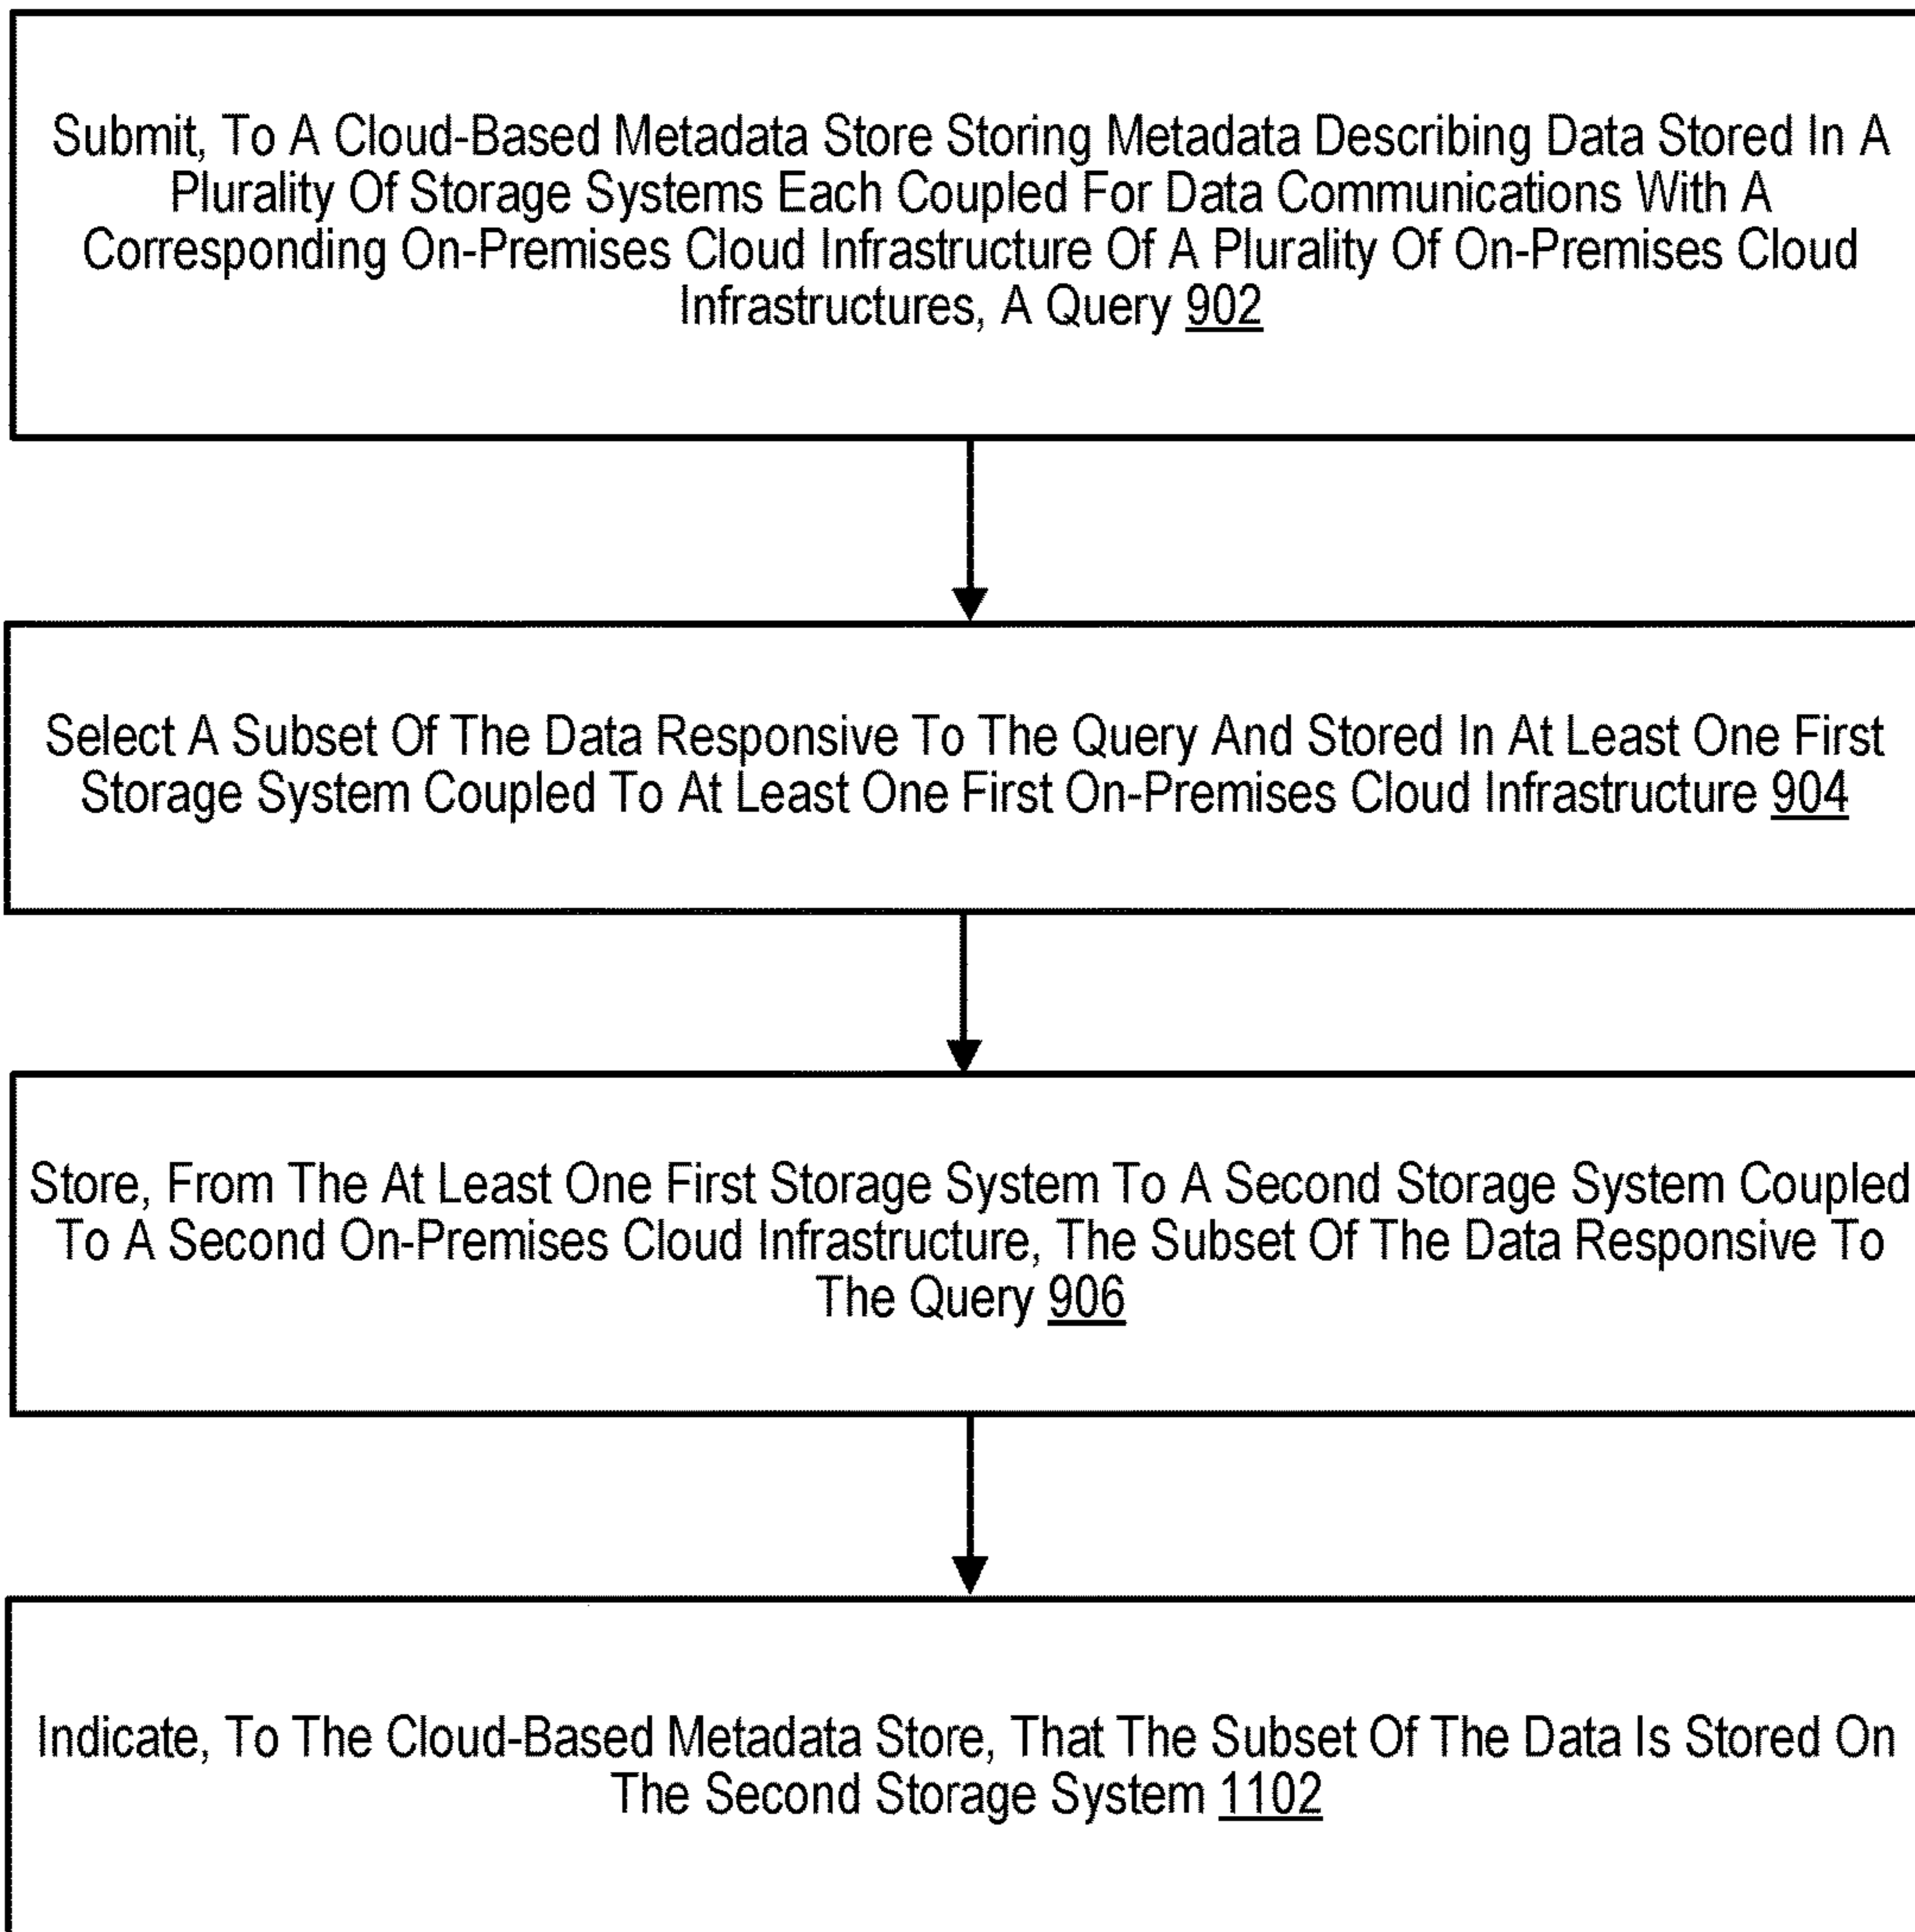 Submit, To A Cloud-Based Metadata Store Storing Metadata Describing Data Stored In A
Plurality Of Storage Systems Each Coupled For Data Communications With A
Corresponding On-Premises Cloud Infrastructure Of A Plurality Of On-Premises Cloud
Infrastructures, A Query 902
Select A Subset Of The Data Responsive To The Query And Stored In At Least One First
Storage System Coupled To At Least One First On-Premises Cloud Infrastructure 904
Store, From The At Least One First Storage System To A Second Storage System Coupled
To A Second On-Premises Cloud Infrastructure, The Subset Of The Data Responsive To
The Query 906
Indicate, To The Cloud-Based Metadata Store, That The Subset Of The Data Is Stored On
The Second Storage System 1102